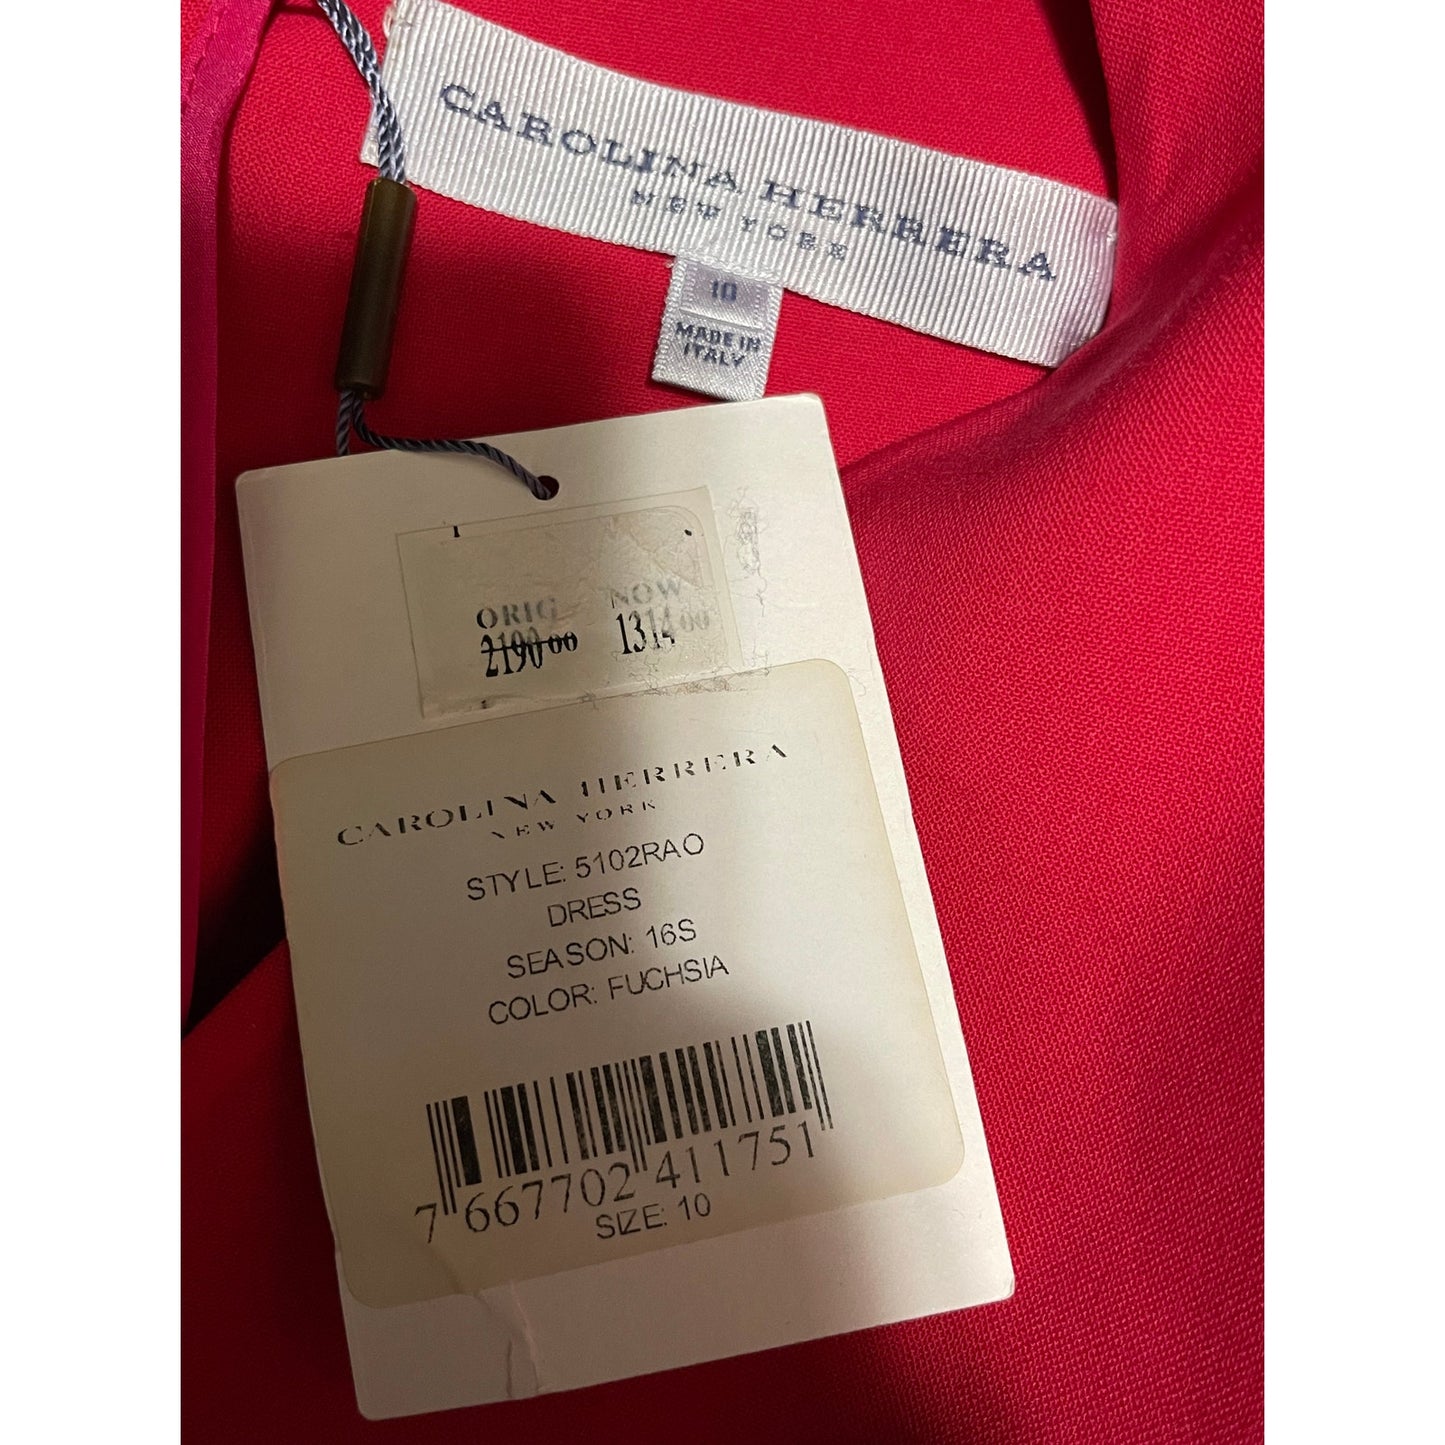 CAROLINA HERRERA
NEW YORK
10
MADE IN
ITALY
ORIG NOW
2190.00 1314.00
CAROLINA HERRERA
NEW YORK
STYLE: 5102RAO
DRESS
SEASON: 16S
COLOR: FUCHSIA
7 667702 411751
SIZE: 10